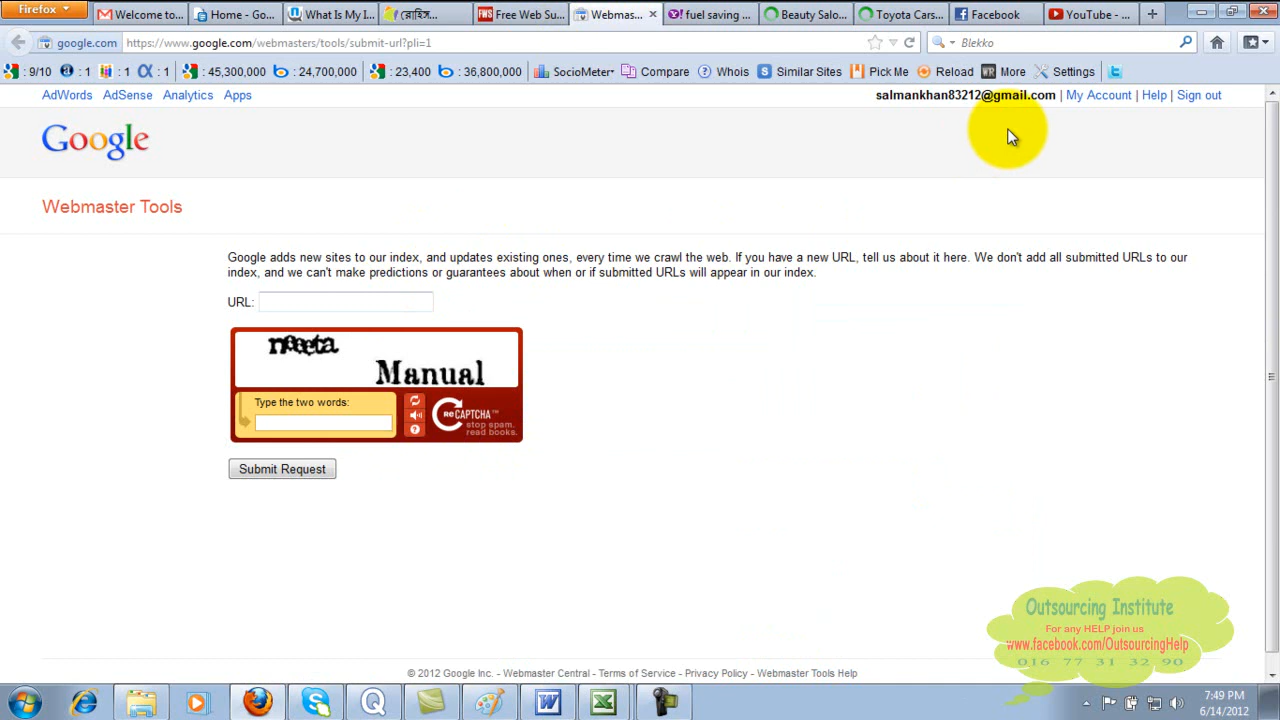 Firefox
Welcome to...
Home - Go...
What Is My I...
রোহিঙ্গ...
Free Web Su...
Webmas...
fuel saving ...
Beauty Salo...
Toyota Cars...
Facebook
YouTube - ...
google.com https://www.google.com/webmasters/tools/submit-url?pli=1
Blekko
: 9/10 : 1 : 1 α : 1 : 45,300,000 : 24,700,000 : 23,400 : 36,800,000 SocioMeter Compare Whois Similar Sites Pick Me Reload WR More Settings
AdWords AdSense Analytics Apps
salmankhan83212@gmail.com | My Account | Help | Sign out
Google
Webmaster Tools
Google adds new sites to our index, and updates existing ones, every time we crawl the web. If you have a new URL, tell us about it here. We don't add all submitted URLs to our
index, and we can't make predictions or guarantees about when or if submitted URLs will appear in our index.
URL:
Manual
Type the two words:
reCAPTCHA™
stop spam.
read books.
Submit Request
Outsourcing Institute
For any HELP join us
www.facebook.com/OutsourcingHelp
016 77 31 32 90
© 2012 Google Inc. - Webmaster Central - Terms of Service - Privacy Policy - Webmaster Tools Help
7:49 PM
6/14/2012